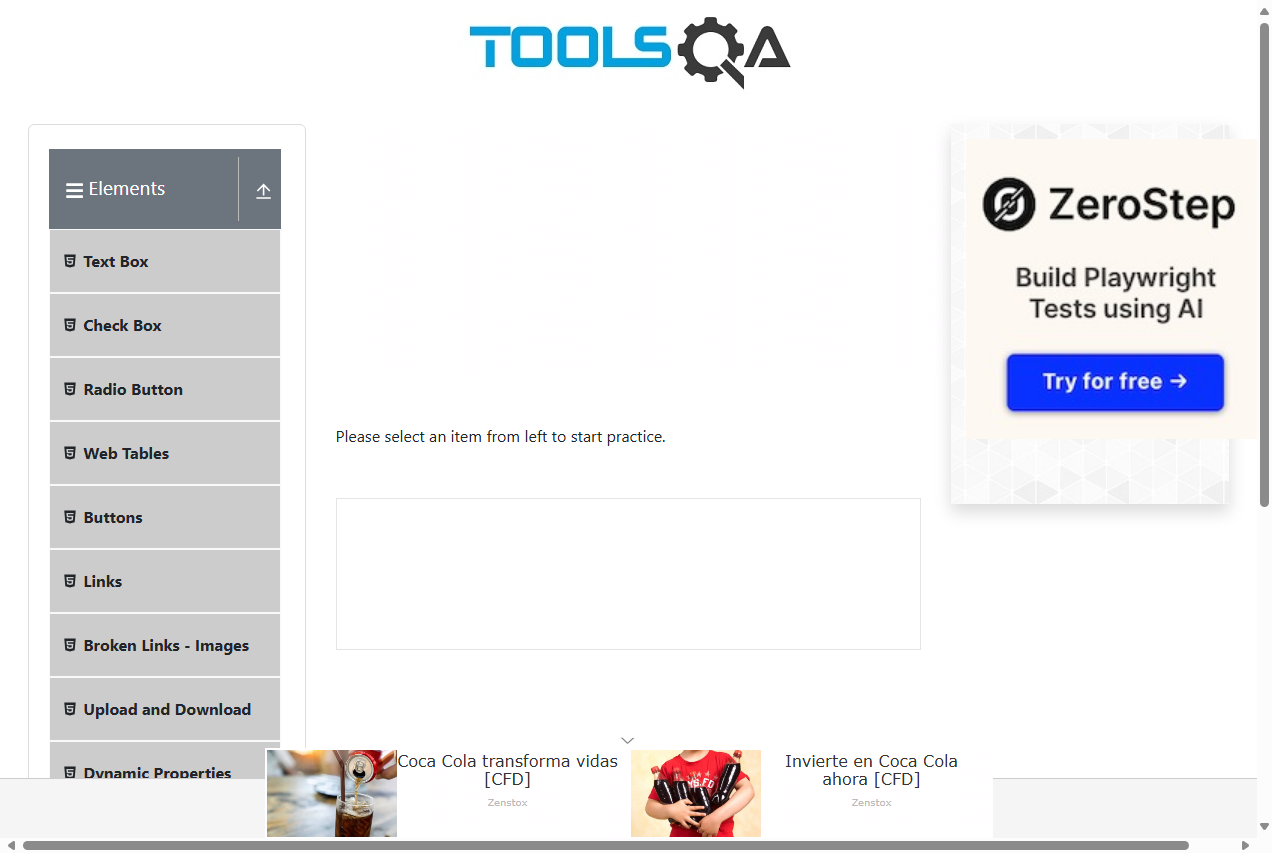 TOOLSQA
Elements
Text Box
Check Box
Radio Button
Web Tables
Buttons
Links
Broken Links - Images
Upload and Download
Dynamic Properties
Please select an item from left to start practice.
ZeroStep
Build Playwright
Tests using AI
Try for free →
Coca Cola transforma vidas
[CFD]
Zenstox
Invierte en Coca Cola
ahora [CFD]
Zenstox